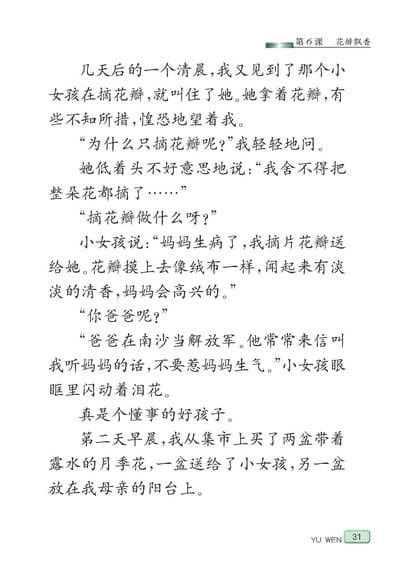 第6课 花瓣飘香
几天后的一个清晨，我又见到了那个小
女孩在摘花瓣，就叫住了她。她拿着花瓣，有
些不知所措，惶恐地望着我。
“为什么只摘花瓣呢？”我轻轻地问。
她低着头不好意思地说：“我舍不得把
整朵花都摘了……”
“摘花瓣做什么呀？”
小女孩说：“妈妈生病了，我摘片花瓣送
给她。花瓣摸上去像绒布一样，闻起来有淡
淡的清香，妈妈会高兴的。”
“你爸爸呢？”
“爸爸在南沙当解放军。他常常来信叫
我听妈妈的话，不要惹妈妈生气。”小女孩眼
眶里闪动着泪花。
真是个懂事的好孩子。
第二天早晨，我从集市上买了两盆带着
露水的月季花，一盆送给了小女孩，另一盆
放在我母亲的阳台上。
YU WEN 31